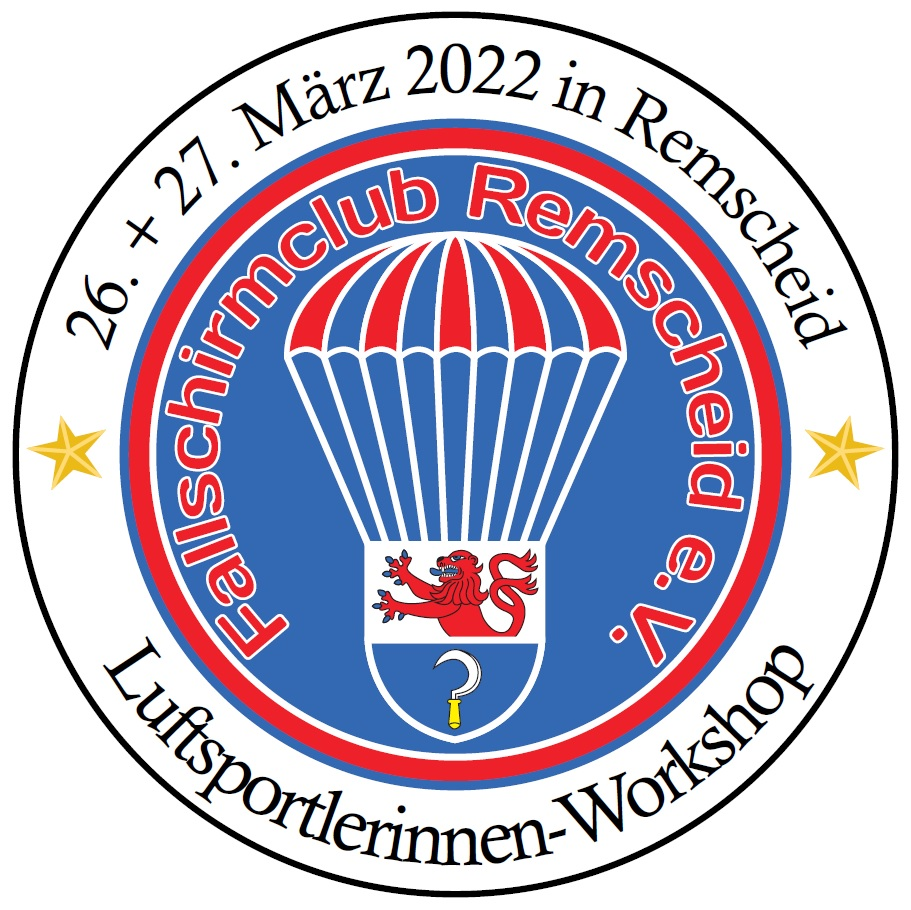 26. + 27. März 2022 in Remscheid
Fallschirmclub Remscheid e.V.
Luftsportlerinnen-Workshop